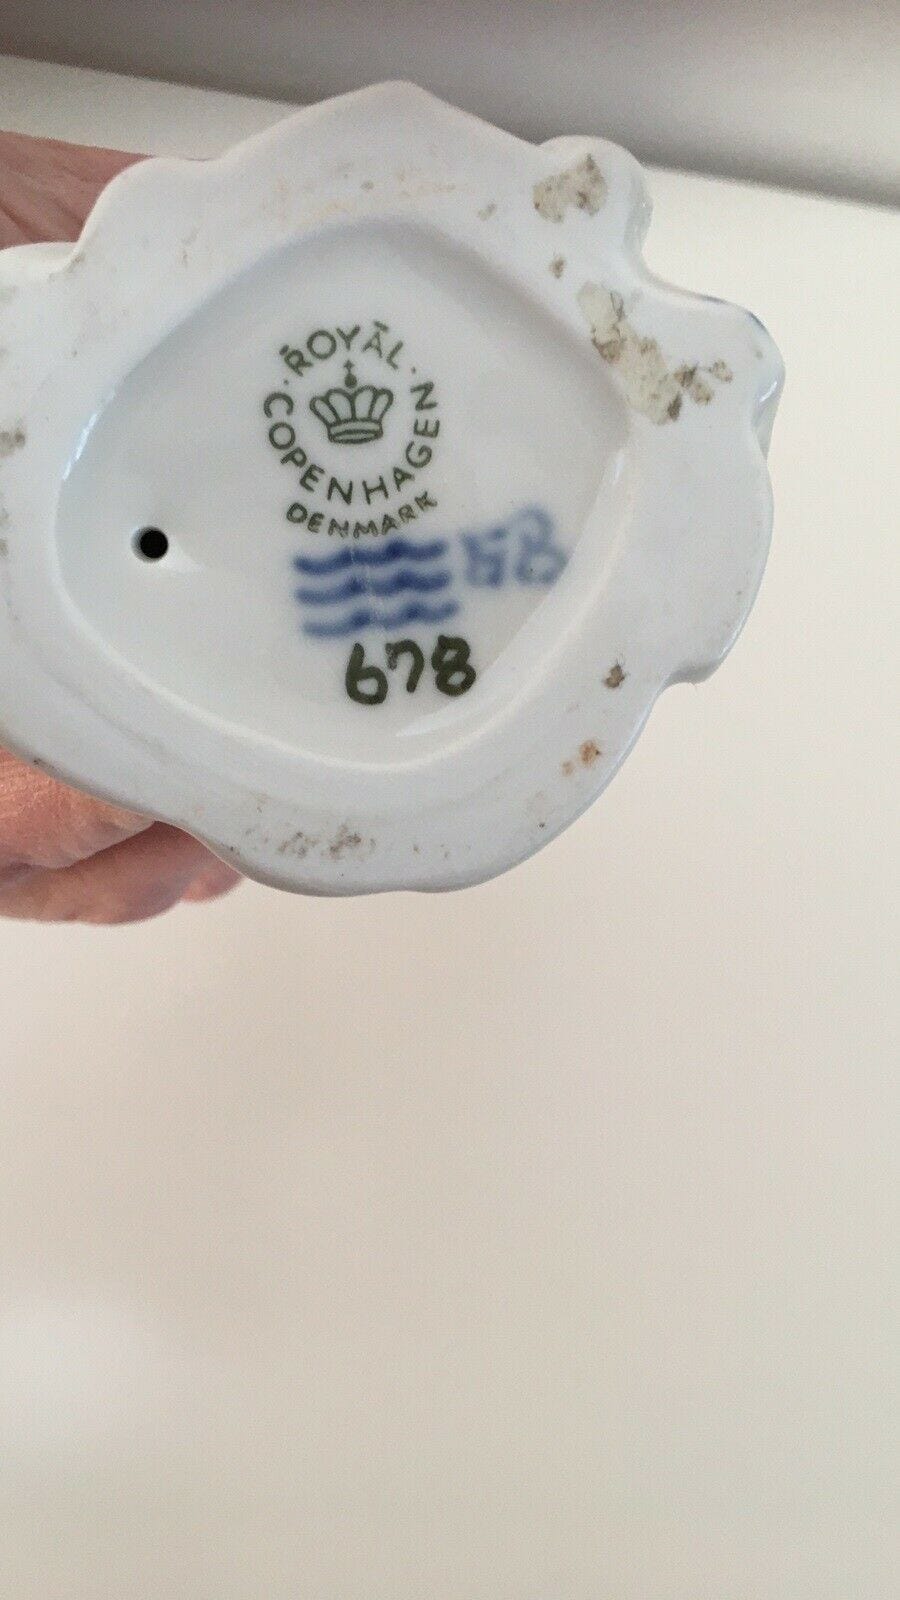 ROYAL
COPENHAGEN
DENMARK
678